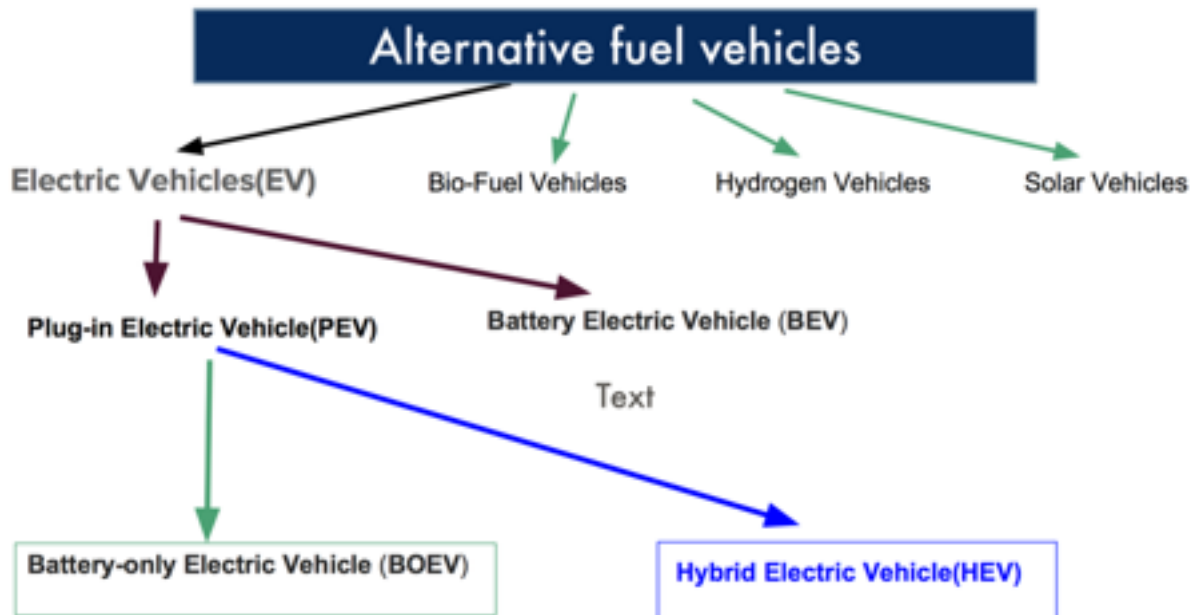 Alternative fuel vehicles
Electric Vehicles(EV)
Bio-Fuel Vehicles
Hydrogen Vehicles
Solar Vehicles
Plug-in Electric Vehicle(PEV)
Battery Electric Vehicle (BEV)
Text
Battery-only Electric Vehicle (BOEV)
Hybrid Electric Vehicle(HEV)